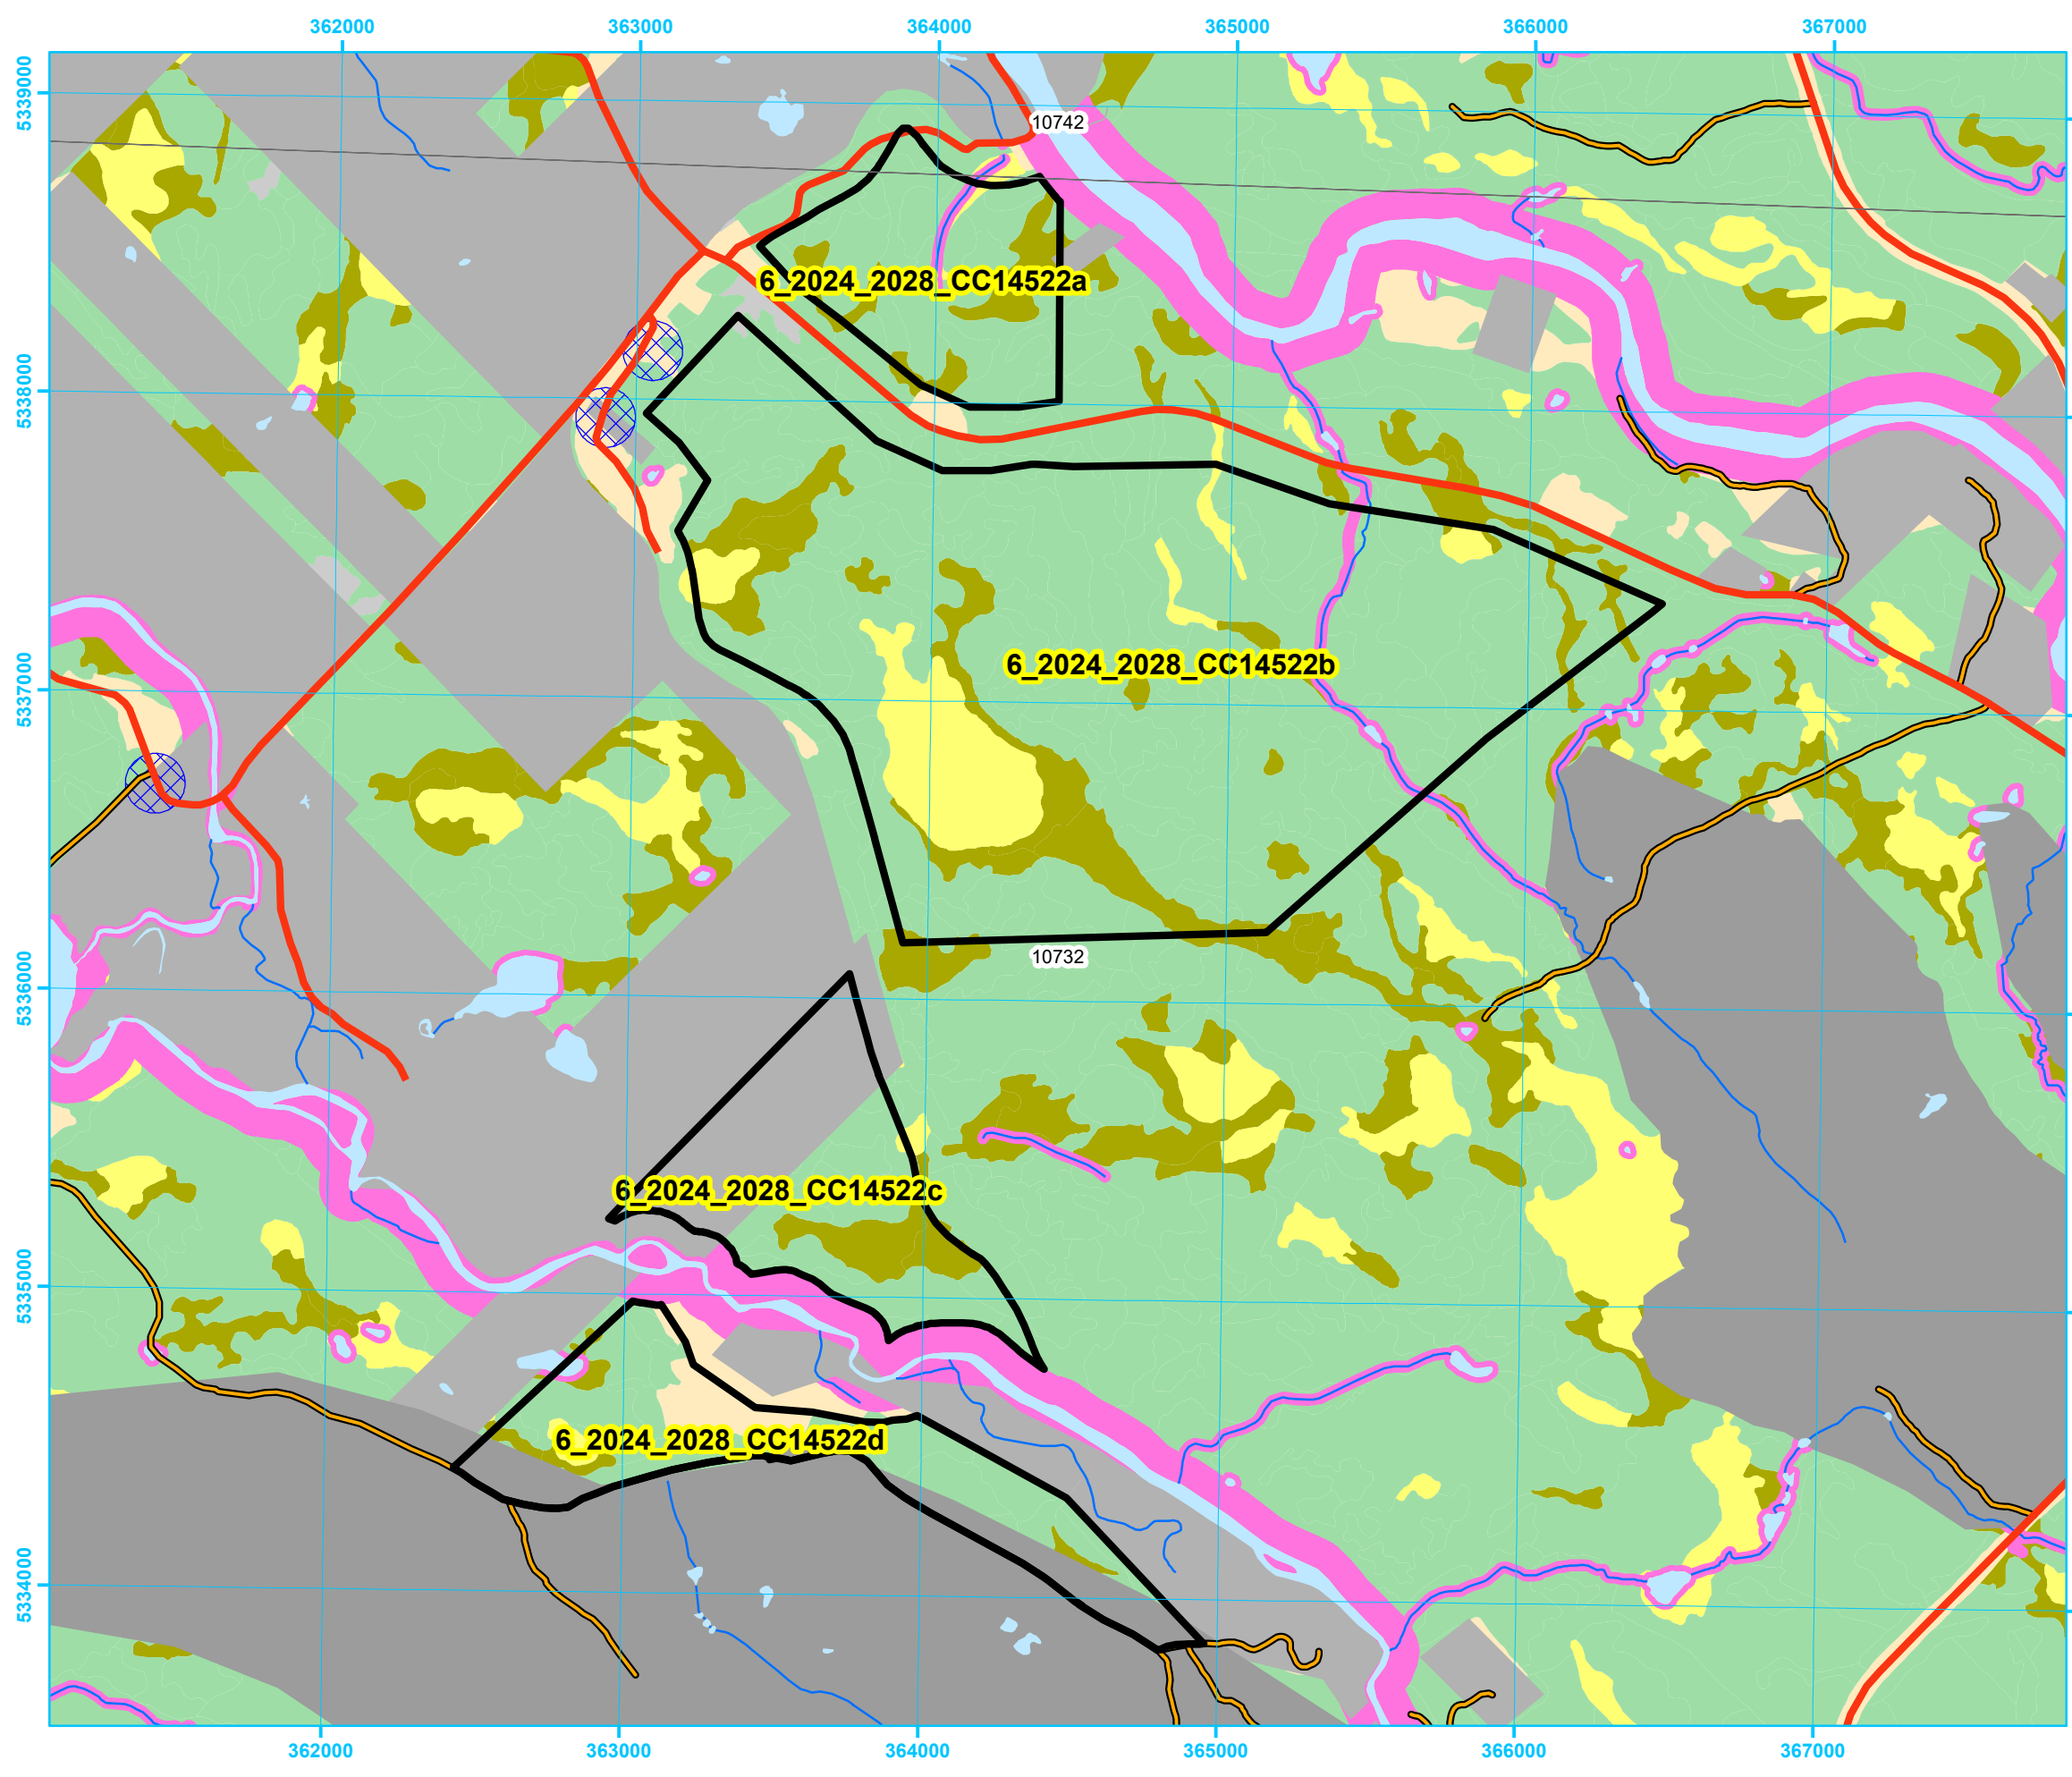 362000 363000 364000 365000 366000 367000
5339000
10742
6_2024_2028_CC14522a
5338000
6_2024_2028_CC14522b
5337000
10732
5336000
6_2024_2028_CC14522c
5335000
6_2024_2028_CC14522d
5334000
362000 363000 364000 365000 366000 367000